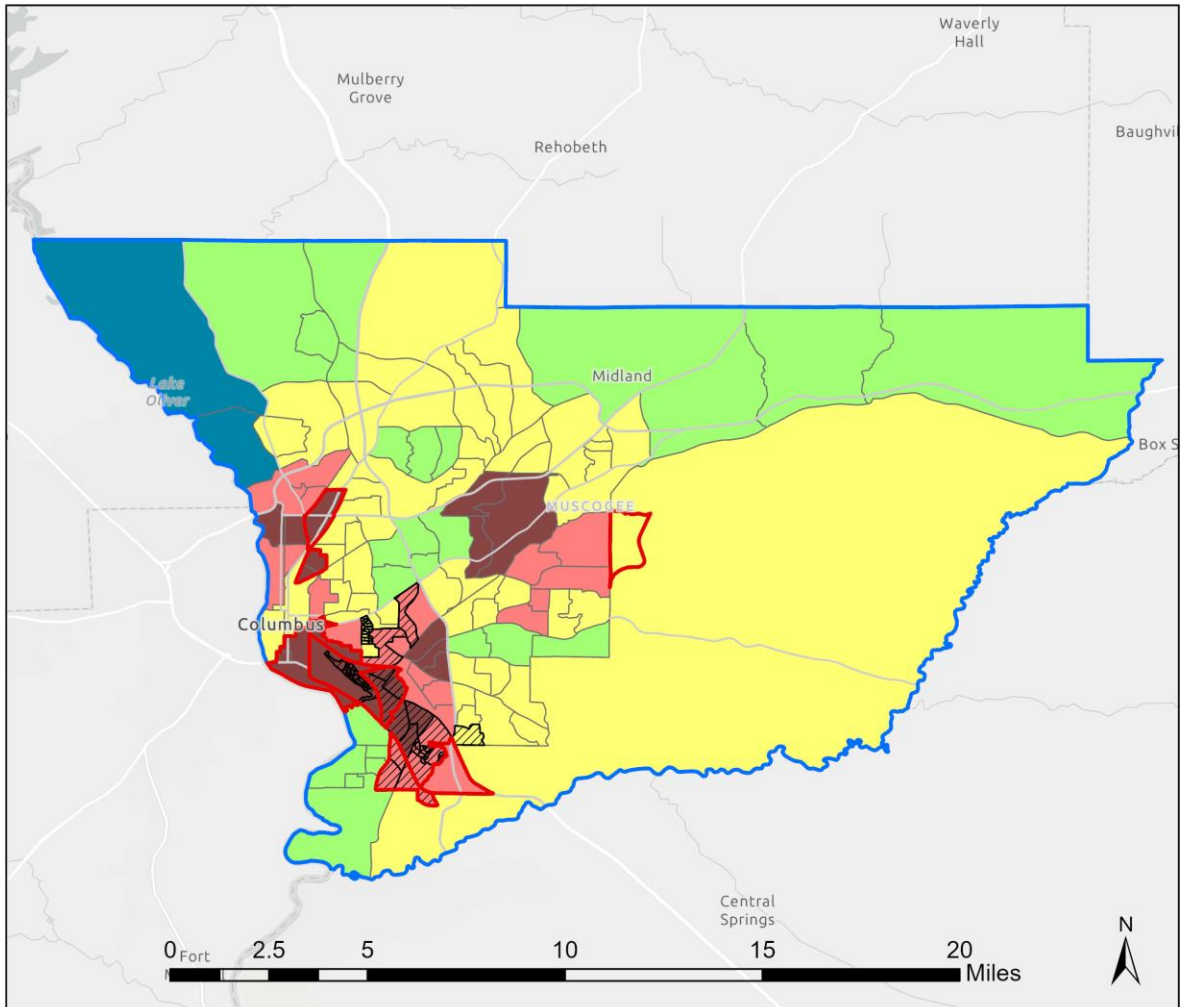 Waverly
Hall
Mulberry
Grove
Baughvil
Rehobeth
Lake
Oliver
Midland
Box S
MUSCOGEE
Columbus
Central
Springs
N
0 2.5 5 10 15 20
Miles
Fort